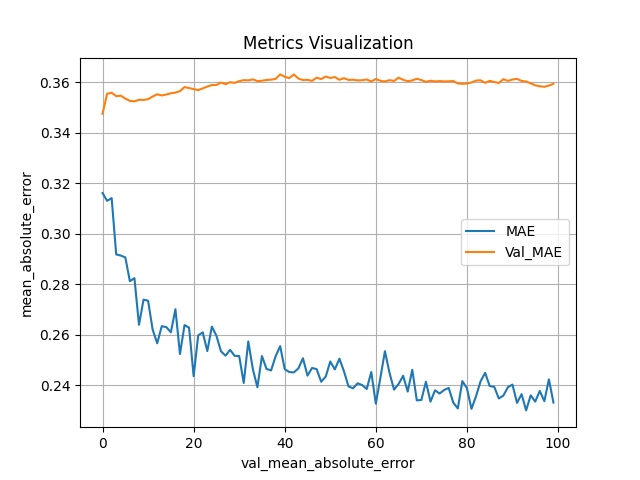 Metrics Visualization
mean_absolute_error
0.36
0.34
0.32
0.30
0.28
0.26
0.24
MAE
Val_MAE
0 20 40 60 80 100
val_mean_absolute_error